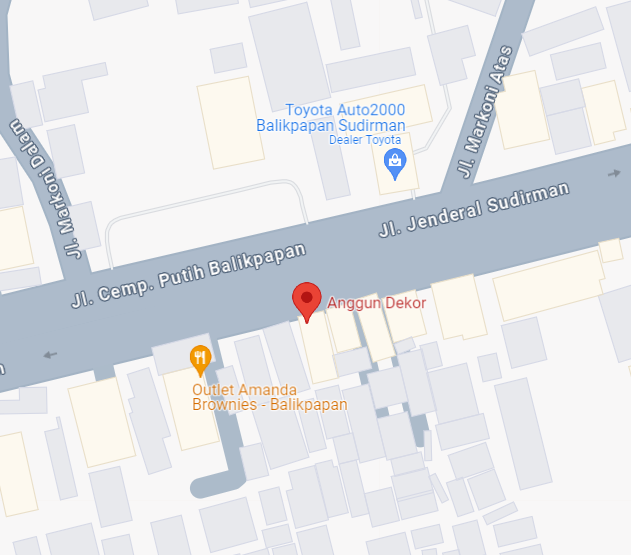 Jl. Markoni Atas
Toyota Auto2000
Balikpapan Sudirman
Dealer Toyota
Jl. Markoni Dalam
Jl. Jenderal Sudirman
Jl. Cemp. Putih Balikpapan
Anggun Dekor
Outlet Amanda
Brownies - Balikpapan